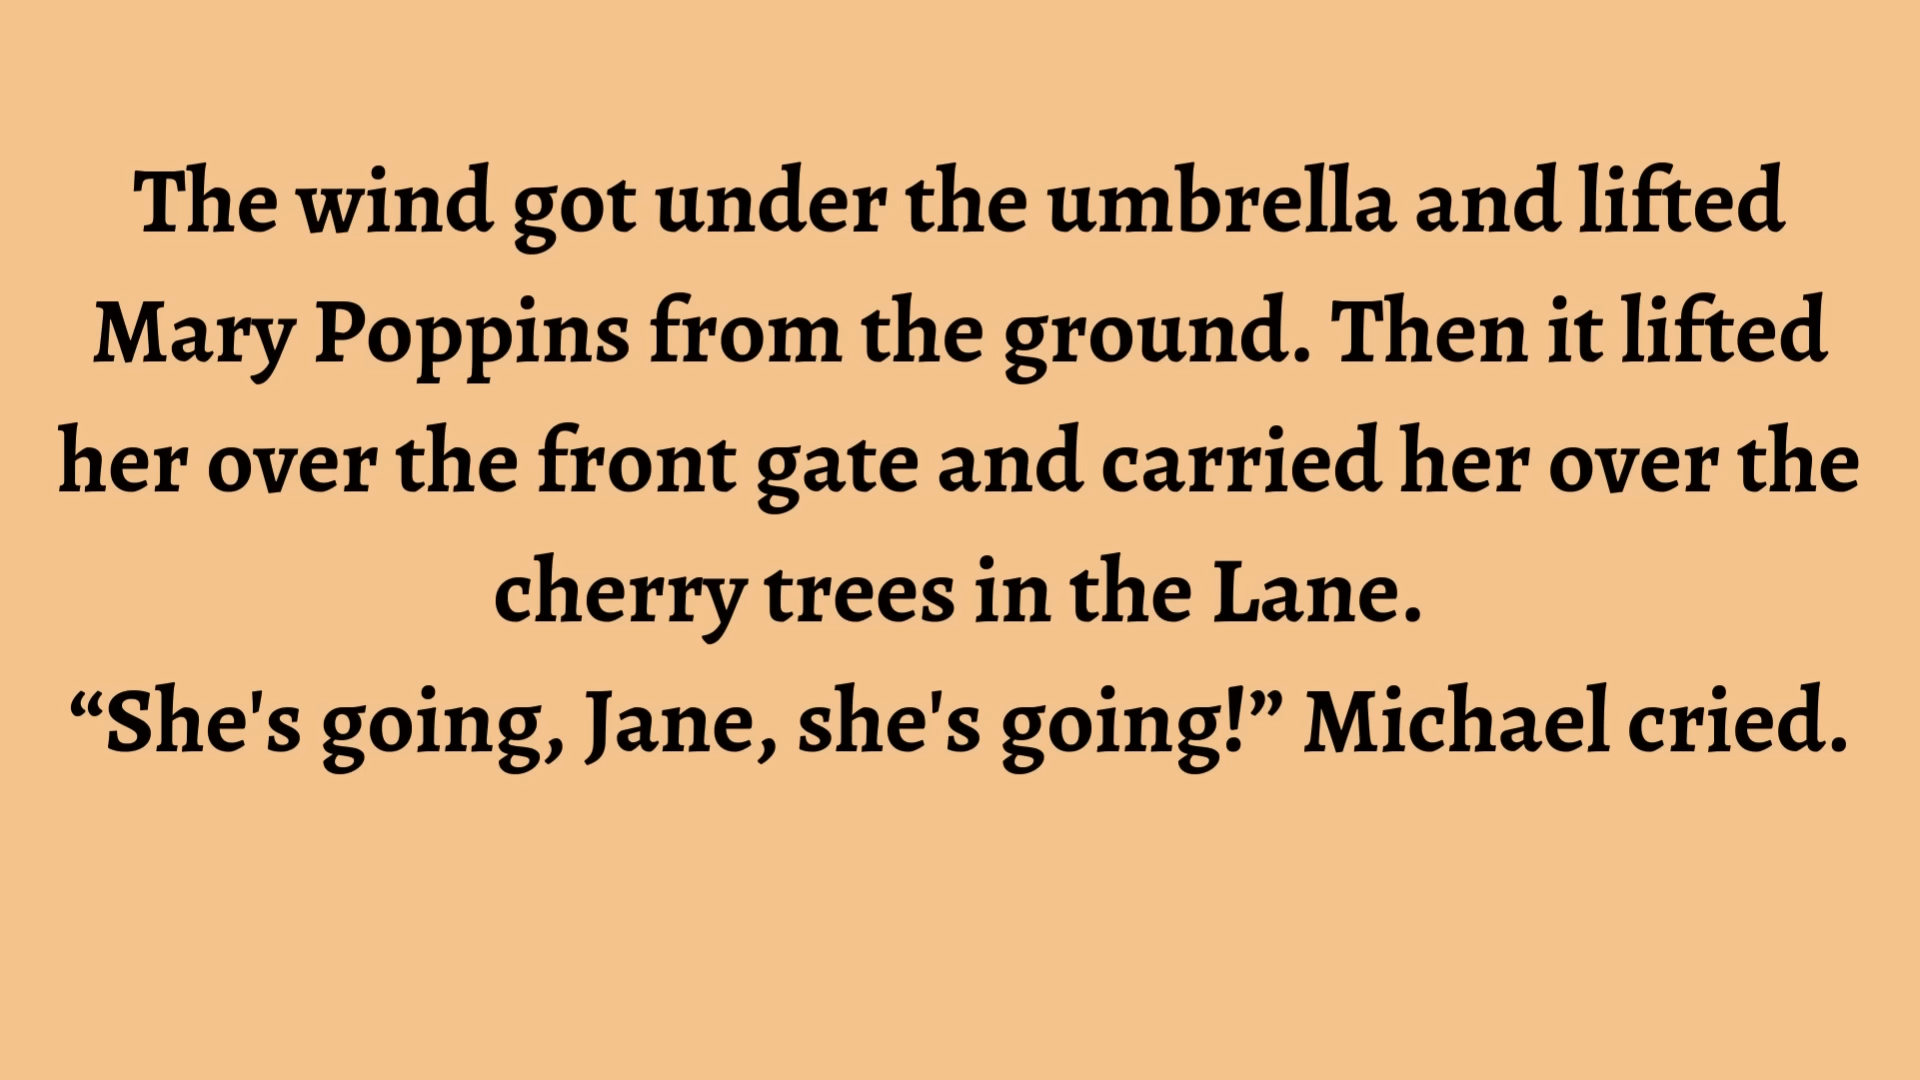 The wind got under the umbrella and lifted
Mary Poppins from the ground. Then it lifted
her over the front gate and carried her over the
cherry trees in the Lane.
“She's going, Jane, she's going!” Michael cried.